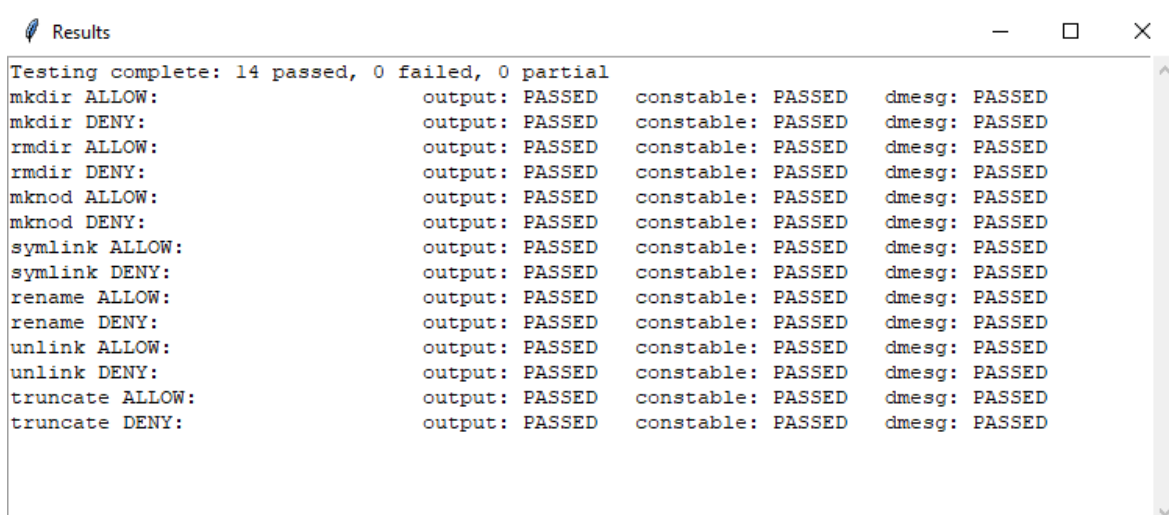 Results
Testing complete: 14 passed, 0 failed, 0 partial
mkdir ALLOW: output: PASSED constable: PASSED dmesg: PASSED
mkdir DENY: output: PASSED constable: PASSED dmesg: PASSED
rmdir ALLOW: output: PASSED constable: PASSED dmesg: PASSED
rmdir DENY: output: PASSED constable: PASSED dmesg: PASSED
mknod ALLOW: output: PASSED constable: PASSED dmesg: PASSED
mknod DENY: output: PASSED constable: PASSED dmesg: PASSED
symlink ALLOW: output: PASSED constable: PASSED dmesg: PASSED
symlink DENY: output: PASSED constable: PASSED dmesg: PASSED
rename ALLOW: output: PASSED constable: PASSED dmesg: PASSED
rename DENY: output: PASSED constable: PASSED dmesg: PASSED
unlink ALLOW: output: PASSED constable: PASSED dmesg: PASSED
unlink DENY: output: PASSED constable: PASSED dmesg: PASSED
truncate ALLOW: output: PASSED constable: PASSED dmesg: PASSED
truncate DENY: output: PASSED constable: PASSED dmesg: PASSED